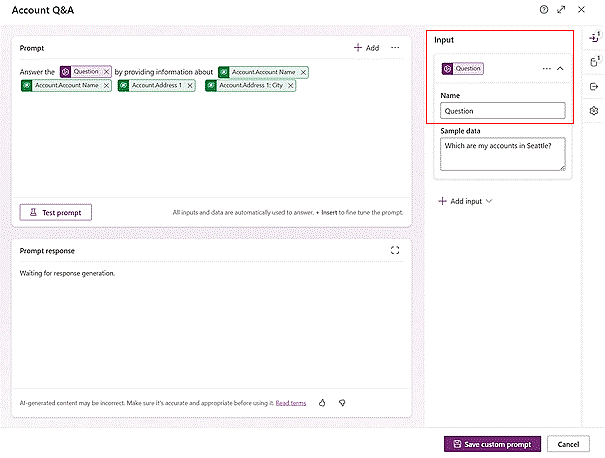 Account Q&A
Prompt
Add
Answer the Question by providing information about Account.Account Name
Account.Account Name Account.Address 1 Account.Address 1: City
Test prompt
All inputs and data are automatically used to answer. + Insert to fine tune the prompt.
Prompt response
Waiting for response generation.
AI-generated content may be incorrect. Make sure it's accurate and appropriate before using it. Read terms
Input
Question
Name
Question
Sample data
Which are my accounts in Seattle?
Add input
1
1
Save custom prompt
Cancel